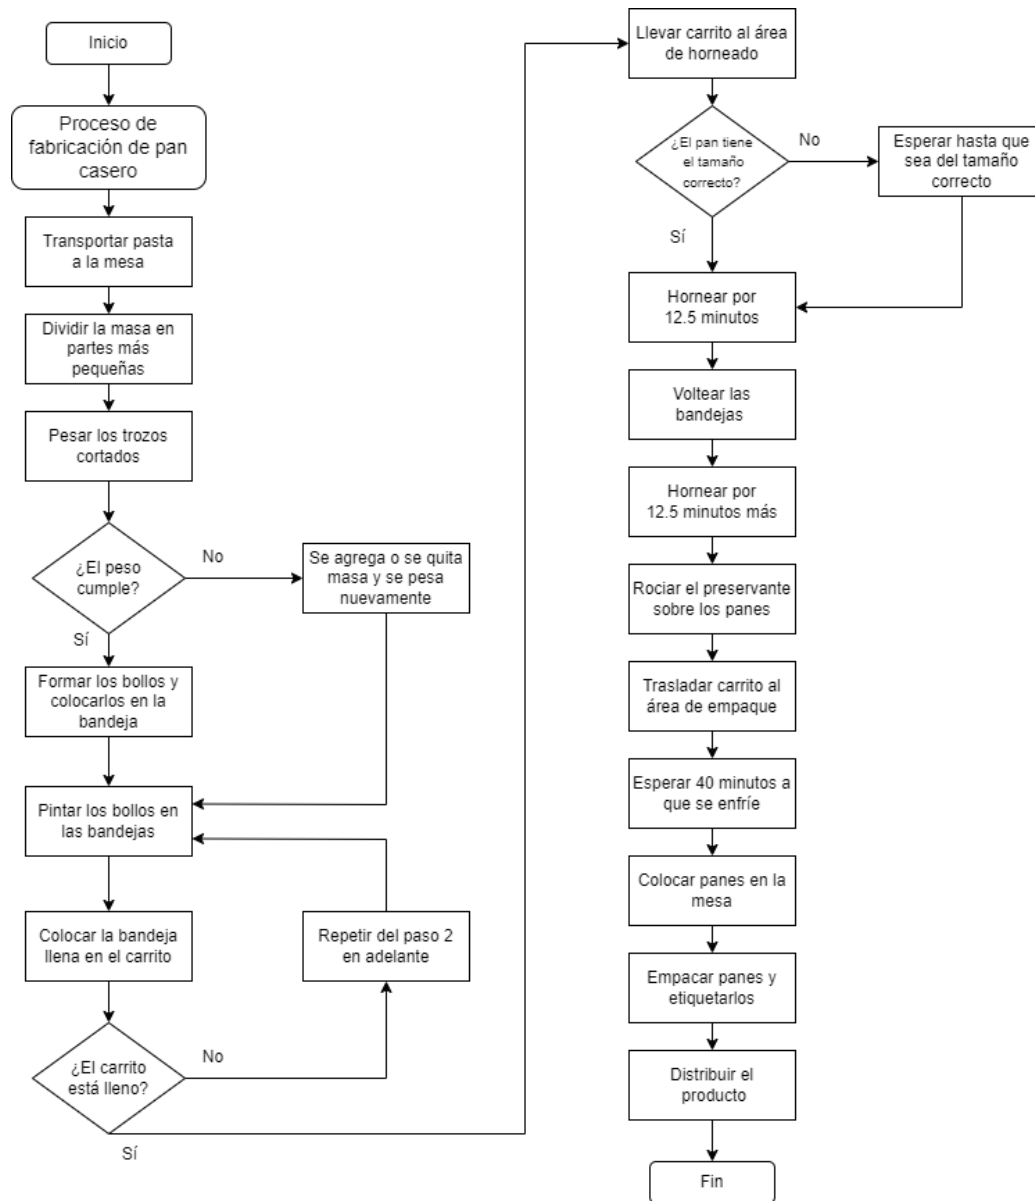 Inicio
Proceso de
fabricación de pan
casero
Transportar pasta
a la mesa
Dividir la masa en
partes más
pequeñas
Pesar los trozos
cortados
¿El peso
cumple?
No
Se agrega o se quita
masa y se pesa
nuevamente
Sí
Formar los bollos y
colocarlos en la
bandeja
Pintar los bollos en
las bandejas
Colocar la bandeja
llena en el carrito
Repetir del paso 2
en adelante
¿El carrito
está lleno?
No
Sí
Llevar carrito al área
de horneado
¿El pan tiene
el tamaño
correcto?
No
Esperar hasta que
sea del tamaño
correcto
Sí
Hornear por
12.5 minutos
Voltear las
bandejas
Hornear por
12.5 minutos más
Rociar el preservante
sobre los panes
Trasladar carrito al
área de empaque
Esperar 40 minutos a
que se enfríe
Colocar panes en la
mesa
Empacar panes y
etiquetarlos
Distribuir el
producto
Fin